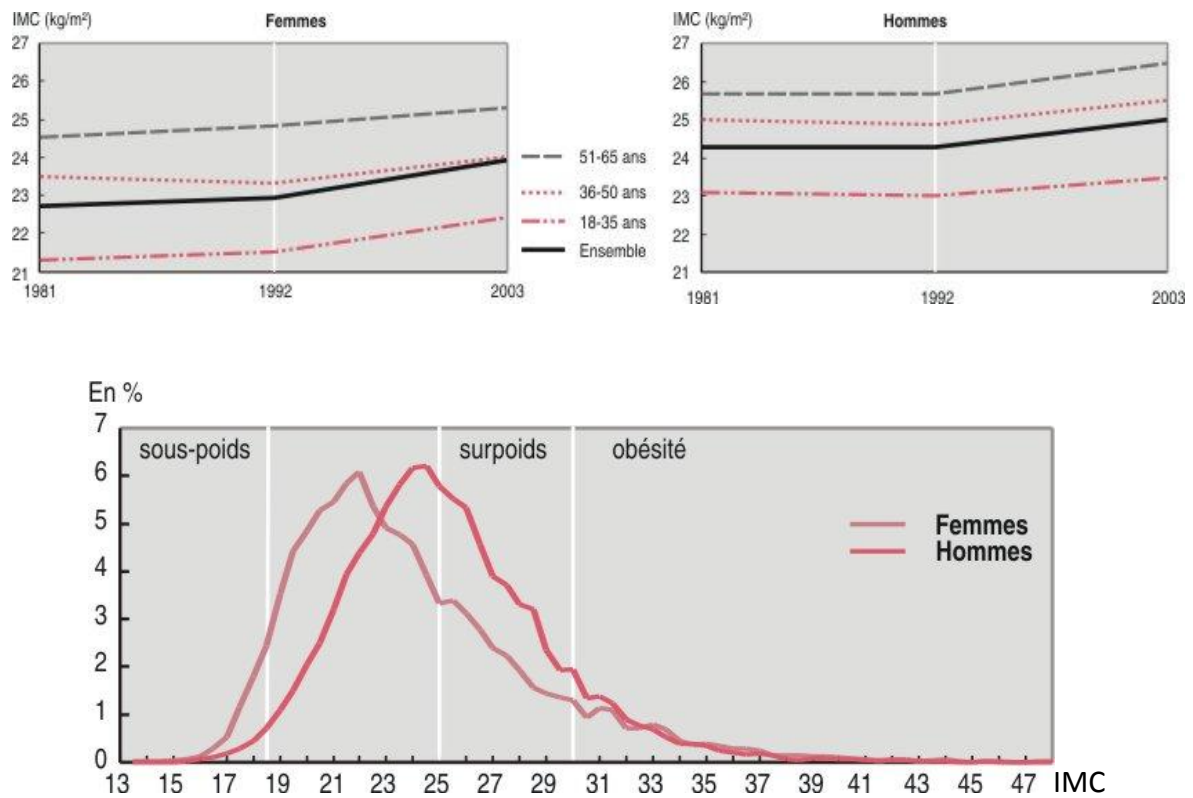 IMC (kg/m²) Femmes
27
26
25
24
23
22
21
1981 1992 2003
51-65 ans
36-50 ans
18-35 ans
Ensemble
IMC (kg/m²) Hommes
27
26
25
24
23
22
21
1981 1992 2003
En %
7
6
5
4
3
2
1
0
sous-poids surpoids obésité
Femmes
Hommes
13 15 17 19 21 23 25 27 29 31 33 35 37 39 41 43 45 47 IMC